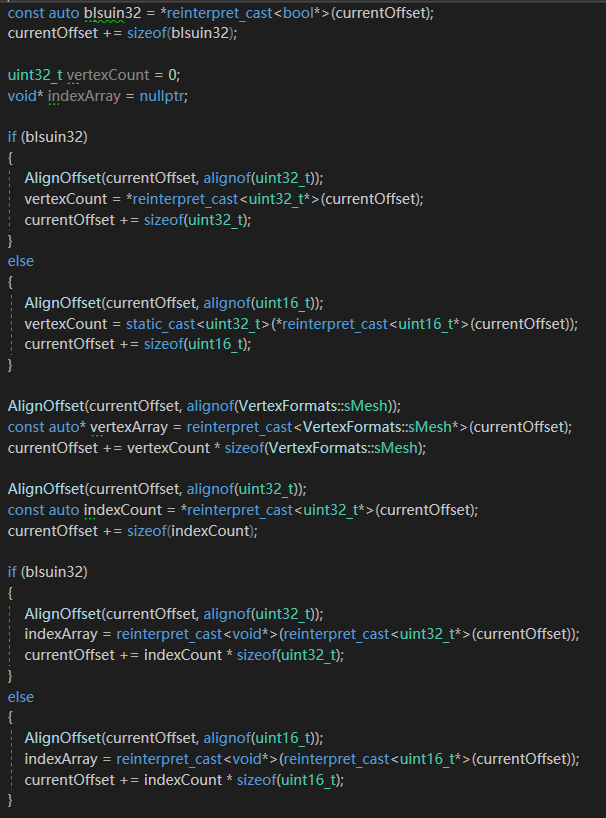 const auto bIsuin32 = *reinterpret_cast<bool*>(currentOffset);
currentOffset += sizeof(bIsuin32);
uint32_t vertexCount = 0;
void* indexArray = nullptr;
if (bIsuin32)
{
AlignOffset(currentOffset, alignof(uint32_t));
vertexCount = *reinterpret_cast<uint32_t*>(currentOffset);
currentOffset += sizeof(uint32_t);
}
else
{
AlignOffset(currentOffset, alignof(uint16_t));
vertexCount = static_cast<uint32_t>(*reinterpret_cast<uint16_t*>(currentOffset));
currentOffset += sizeof(uint16_t);
}
AlignOffset(currentOffset, alignof(VertexFormats::sMesh));
const auto* vertexArray = reinterpret_cast<VertexFormats::sMesh*>(currentOffset);
currentOffset += vertexCount * sizeof(VertexFormats::sMesh);
AlignOffset(currentOffset, alignof(uint32_t));
const auto indexCount = *reinterpret_cast<uint32_t*>(currentOffset);
currentOffset += sizeof(indexCount);
if (bIsuin32)
{
AlignOffset(currentOffset, alignof(uint32_t));
indexArray = reinterpret_cast<void*>(reinterpret_cast<uint32_t*>(currentOffset));
currentOffset += indexCount * sizeof(uint32_t);
}
else
{
AlignOffset(currentOffset, alignof(uint16_t));
indexArray = reinterpret_cast<void*>(reinterpret_cast<uint16_t*>(currentOffset));
currentOffset += indexCount * sizeof(uint16_t);
}